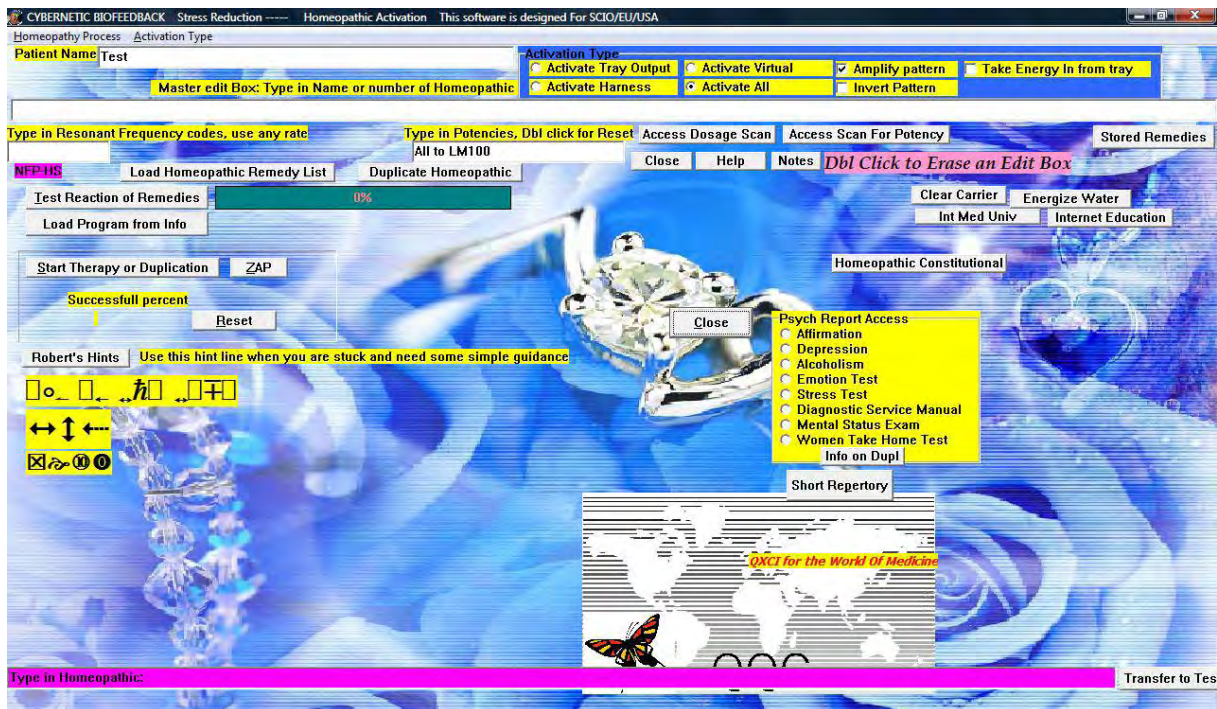 CYBERNETIC BIOFEEDBACK Stress Reduction ----- Homeopathic Activation This software is designed For SCIO/EU/USA
Homeopathy Process Activation Type
Patient Name Test
Activation Type
Activate Tray Output Activate Virtual Amplify pattern Take Energy In from tray
Master edit Box: Type in Name or number of Homeopathic
Activate Harness Activate All Invert Pattern
Type in Resonant Frequency codes, use any rate
Type in Potencies, Dbl click for Reset
Access Dosage Scan Access Scan For Potency
Stored Remedies
All to LM100
Close Help Notes Dbl Click to Erase an Edit Box
NFP HS Load Homeopathic Remedy List Duplicate Homeopathic
Test Reaction of Remedies 0%
Clear Carrier Energize Water
Load Program from Info
Int Med Univ Internet Education
Start Therapy or Duplication ZAP
Homeopathic Constitutional
Successfull percent
Reset
Close
Psych Report Access
Affirmation
Depression
Alcoholism
Emotion Test
Stress Test
Diagnostic Service Manual
Mental Status Exam
Women Take Home Test
Info on Dupl
Robert's Hints Use this hint line when you are stuck and need some simple guidance
Short Repertory
QXCI for the World Of Medicine
Type in Homeopathic:
Transfer to Tes